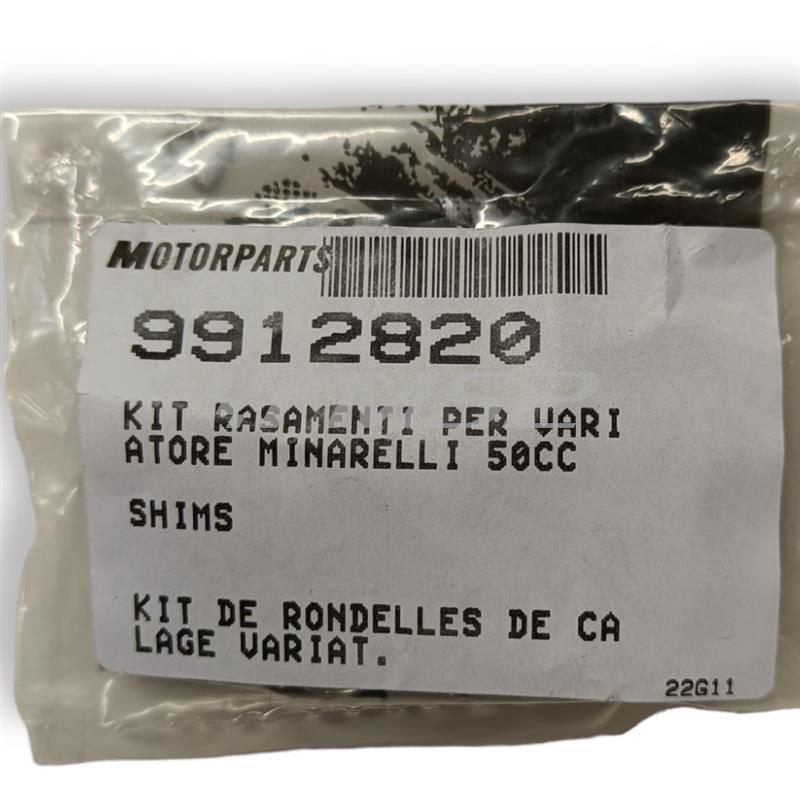 MOTORPARTS
9912820
KIT RASAMENTI PER VARI
ATORE MINARELLI 50CC
SHIMS
KIT DE RONDELLES DE CA
LAGE VARIAT.
22G11